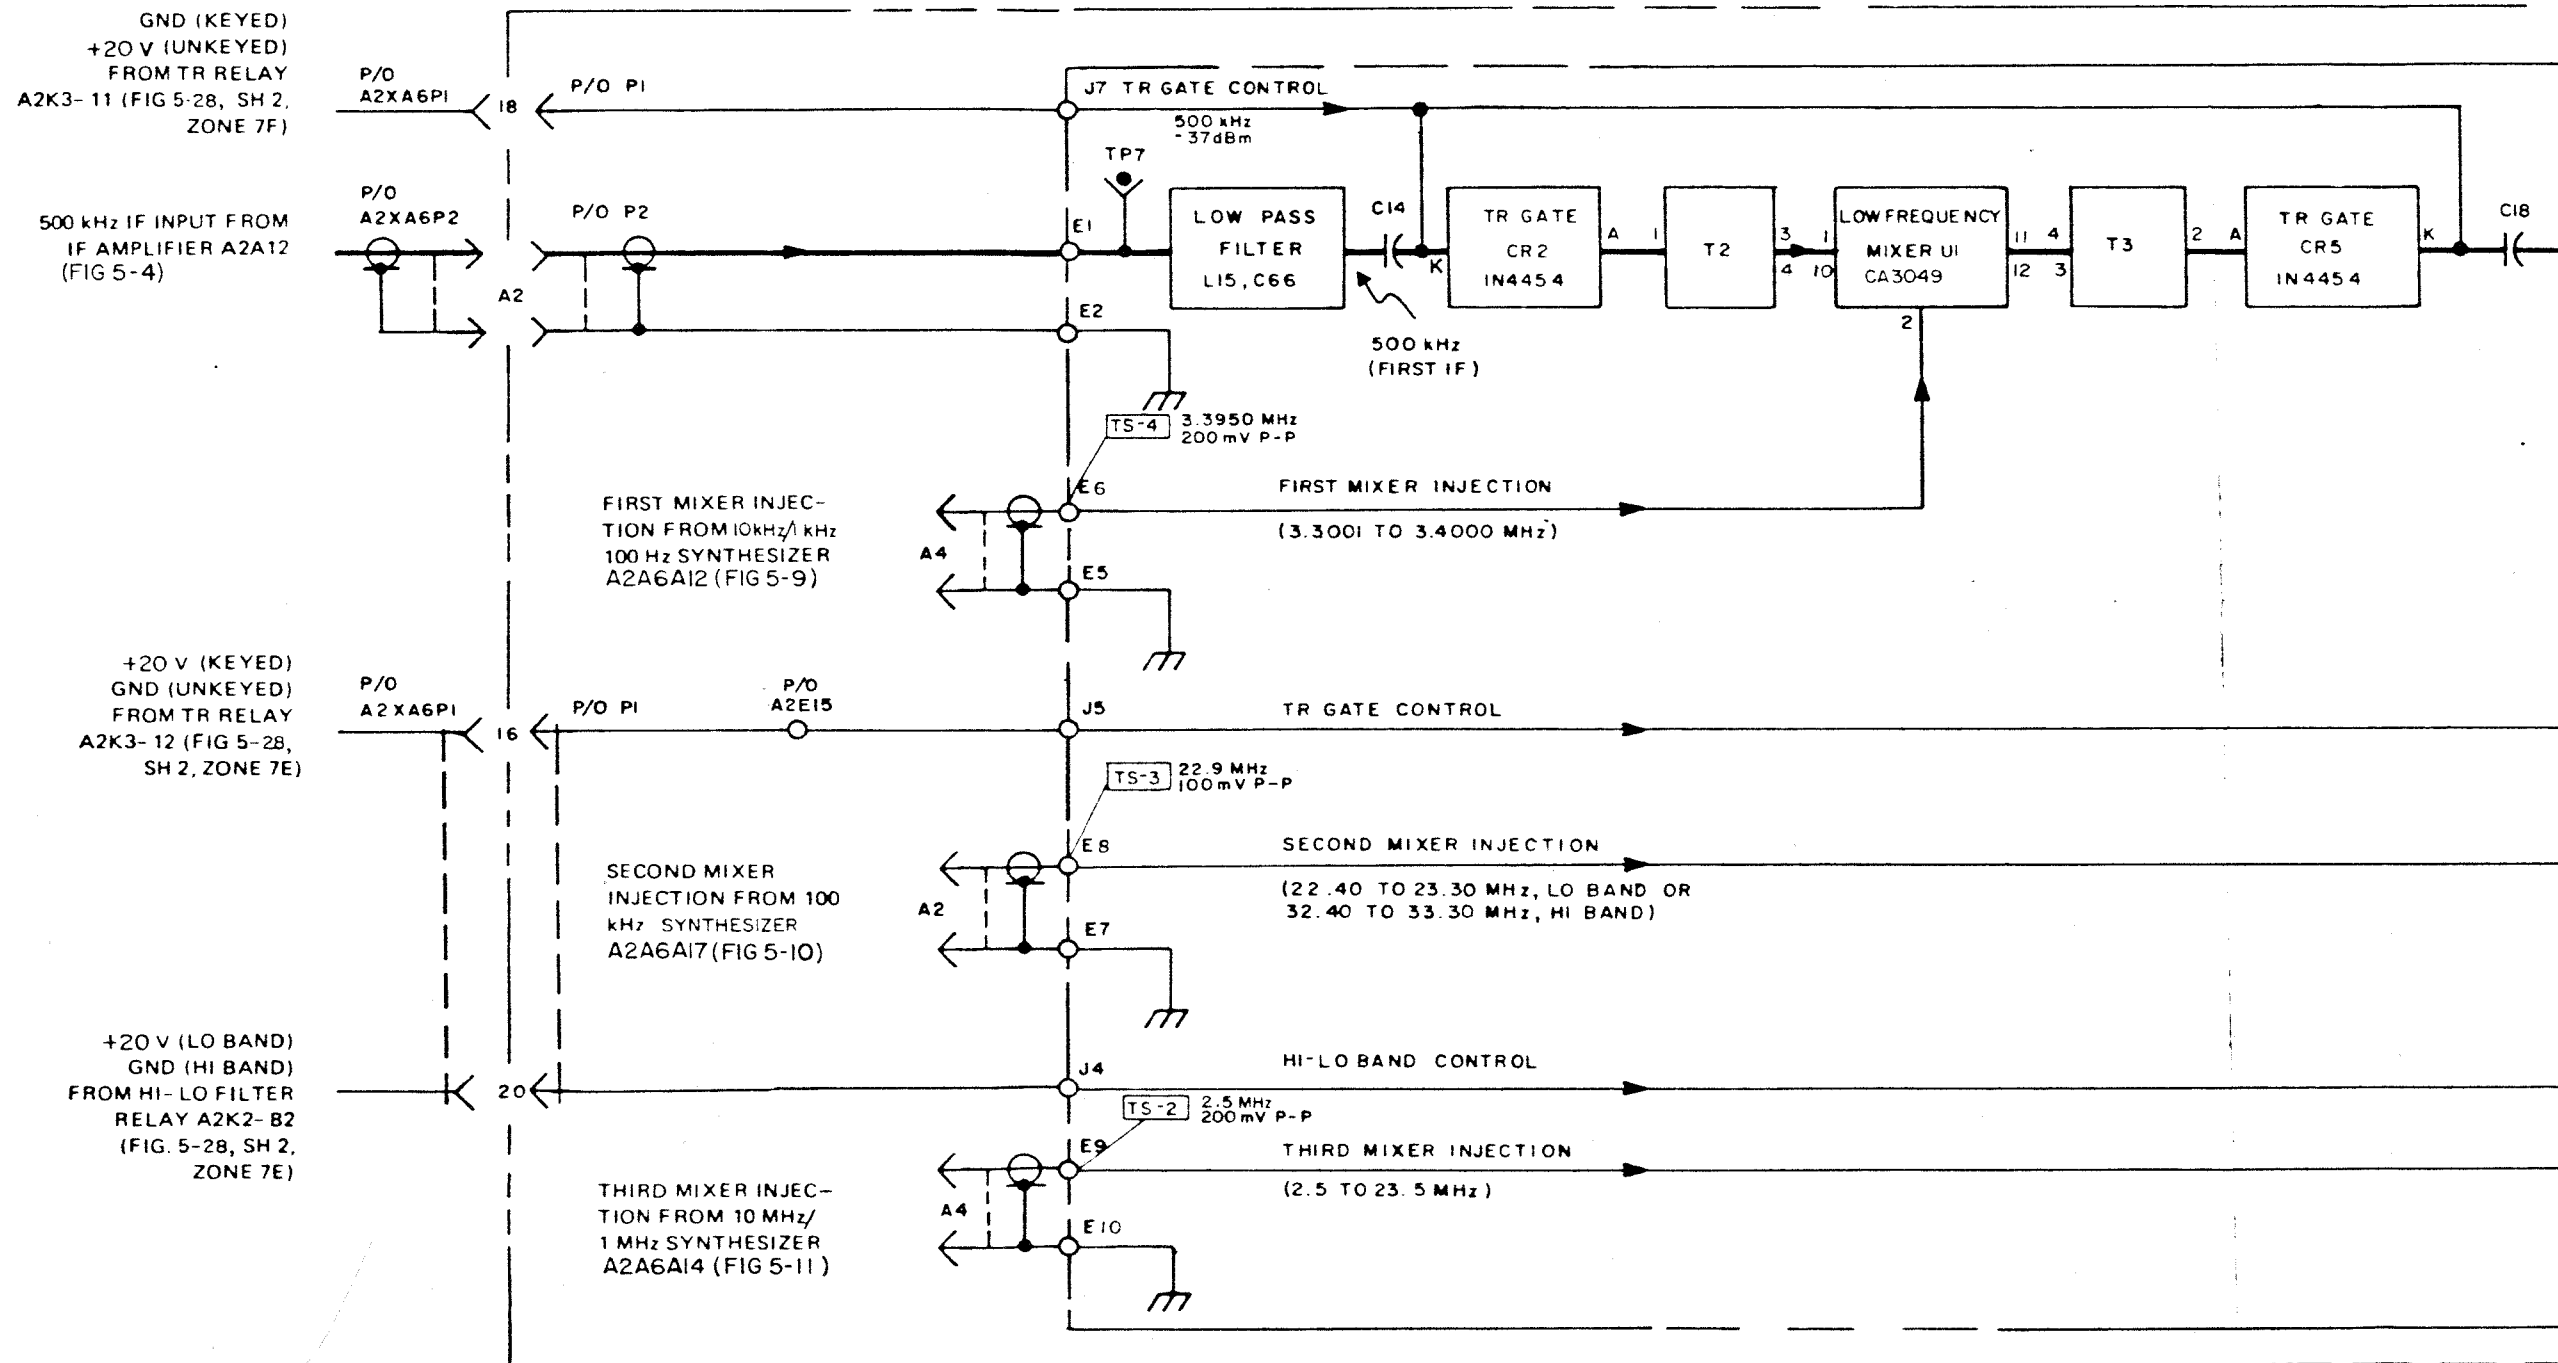 GND (KEYED)
+20 V (UNKEYED)
FROM TR RELAY
A2K3-11 (FIG 5-28, SH 2,
ZONE 7F)
P/O
A2XA6P1
18
P/O P1
J7 TR GATE CONTROL
500 kHz
-37dBm
TP7
500 kHz IF INPUT FROM
IF AMPLIFIER A2A12
(FIG 5-4)
P/O
A2XA6P2
A2
P/O P2
E1
E2
LOW PASS
FILTER
L15, C66
C14
500 kHz
(FIRST IF)
K
TR GATE
CR2
IN4454
A
1
T2
3
4
1
10
LOW FREQUENCY
MIXER U1
CA3049
2
11
12
4
3
T3
2
A
TR GATE
CR5
IN4454
K
C18
TS-4
3.3950 MHz
200mV P-P
FIRST MIXER INJEC-
TION FROM 10kHz/1 kHz
100 Hz SYNTHESIZER
A2A6A12 (FIG 5-9)
A4
E6
E5
FIRST MIXER INJECTION
(3.3001 TO 3.4000 MHz)
+20 V (KEYED)
GND (UNKEYED)
FROM TR RELAY
A2K3-12 (FIG 5-28,
SH 2, ZONE 7E)
P/O
A2XA6P1
16
P/O P1
P/O
A2E15
J5
TR GATE CONTROL
TS-3
22.9 MHz
100mV P-P
SECOND MIXER
INJECTION FROM 100
kHz SYNTHESIZER
A2A6A17 (FIG 5-10)
A2
E8
E7
SECOND MIXER INJECTION
(22.40 TO 23.30 MHz, LO BAND OR
32.40 TO 33.30 MHz, HI BAND)
+20 V (LO BAND)
GND (HI BAND)
FROM HI-LO FILTER
RELAY A2K2-B2
(FIG. 5-28, SH 2,
ZONE 7E)
20
J4
HI-LO BAND CONTROL
TS-2
2.5 MHz
200mV P-P
THIRD MIXER INJEC-
TION FROM 10 MHz/
1 MHz SYNTHESIZER
A2A6A14 (FIG 5-11)
A4
E9
E10
THIRD MIXER INJECTION
(2.5 TO 23.5 MHz)